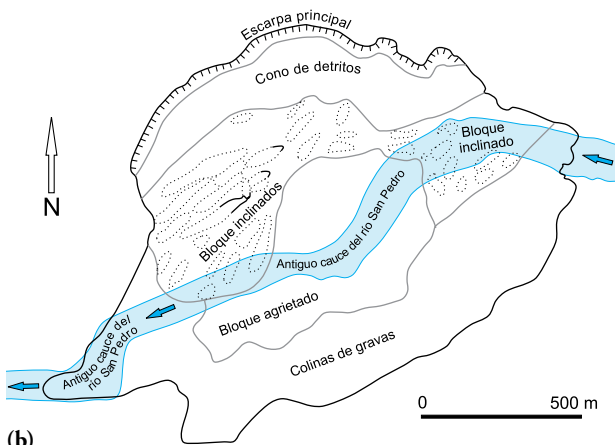 Escarpa principal
Cono de detritos
Bloque
inclinado
N
Bloque inclinados
Antiguo cauce del río San Pedro
Antiguo cauce del
río San Pedro
Bloque agrietado
Colinas de gravas
0 500 m
(b)